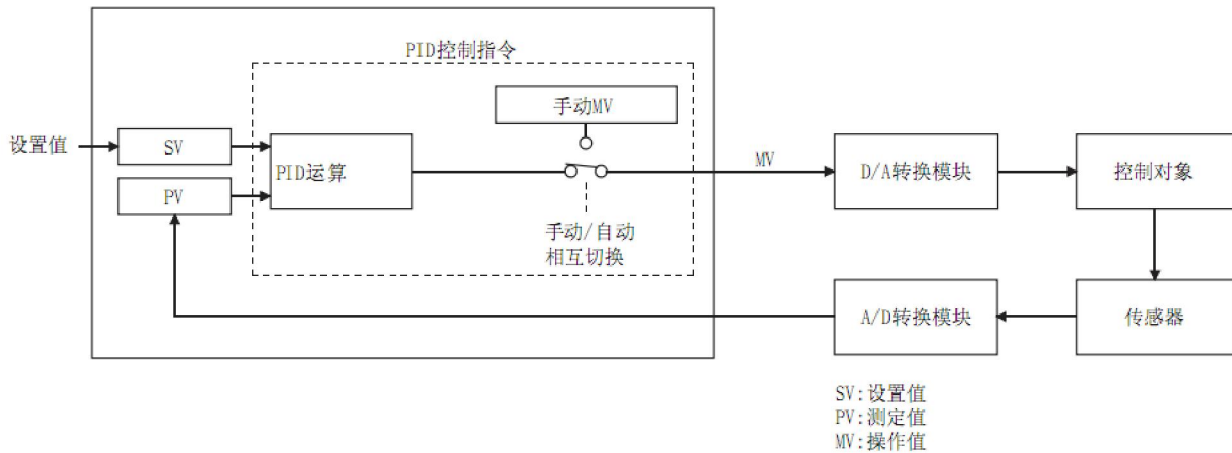 PID控制指令
手动MV
设置值
SV
PV
PID运算
MV
D/A转换模块
控制对象
手动/自动
相互切换
A/D转换模块
传感器
SV:设置值
PV:测定值
MV:操作值